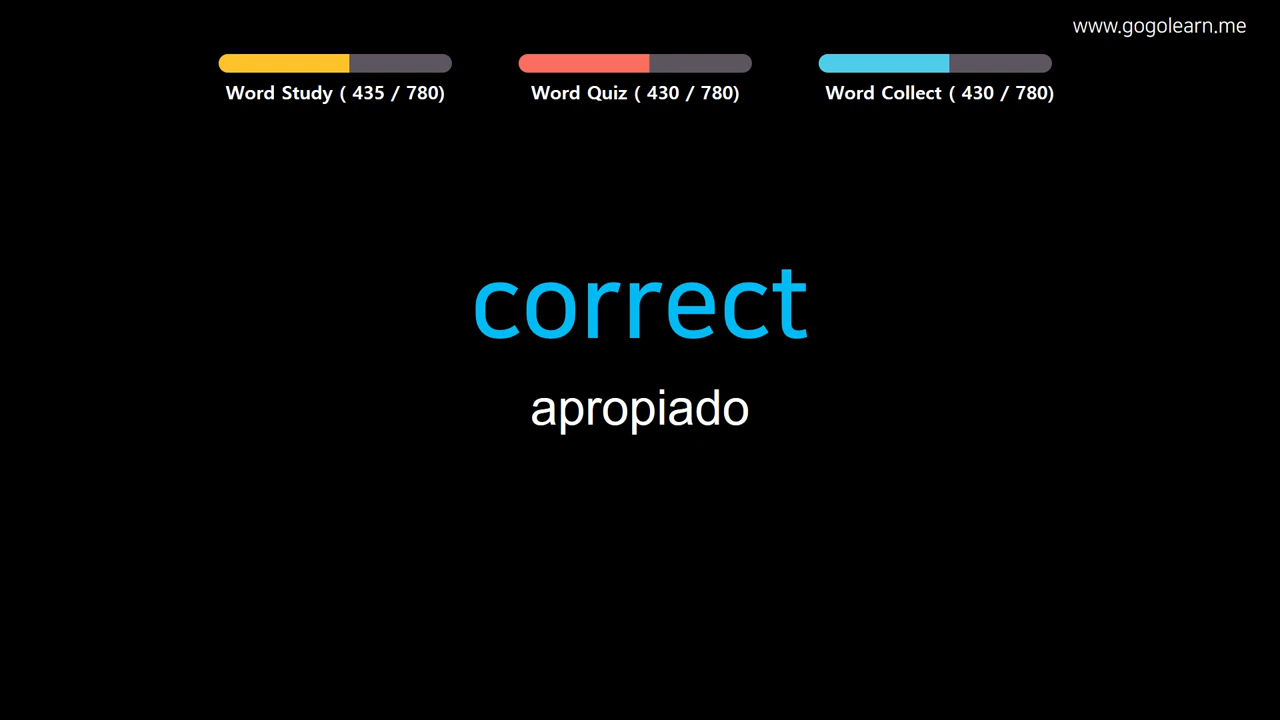 www.gogolearn.me
Word Study ( 435 / 780)
Word Quiz ( 430 / 780)
Word Collect ( 430 / 780)
correct
apropiado